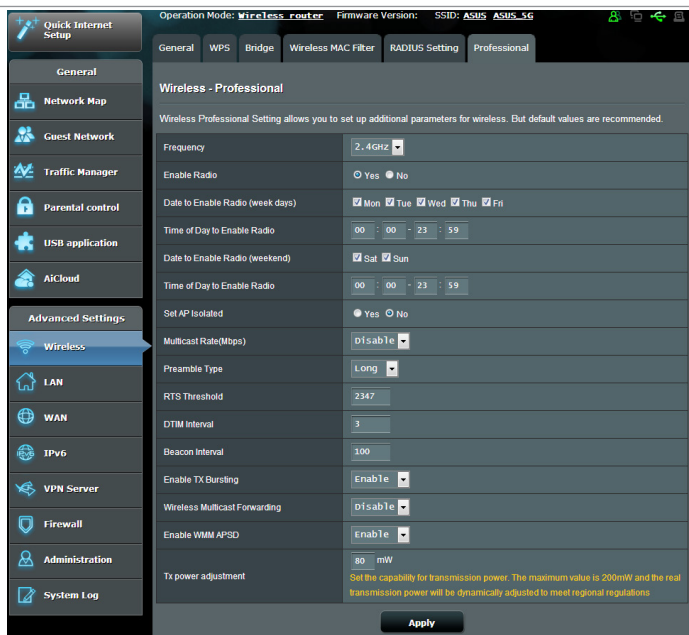 Operation Mode: Wireless router Firmware Version: SSID: ASUS ASUS_5G
Quick Internet
Setup
General
Network Map
Guest Network
Traffic Manager
Parental control
USB application
AiCloud
Advanced Settings
Wireless
LAN
WAN
IPv6
VPN Server
Firewall
Administration
System Log
General WPS Bridge Wireless MAC Filter RADIUS Setting Professional
Wireless - Professional
Wireless Professional Setting allows you to set up additional parameters for wireless. But default values are recommended.
Frequency 2.4GHz
Enable Radio Yes No
Date to Enable Radio (week days) Mon Tue Wed Thu Fri
Time of Day to Enable Radio 00 : 00 - 23 : 59
Date to Enable Radio (weekend) Sat Sun
Time of Day to Enable Radio 00 : 00 - 23 : 59
Set AP Isolated Yes No
Multicast Rate(Mbps) Disable
Preamble Type Long
RTS Threshold 2347
DTIM Interval 3
Beacon Interval 100
Enable TX Bursting Enable
Wireless Multicast Forwarding Disable
Enable WMM APSD Enable
Tx power adjustment 80 mW
Set the capability for transmission power. The maximum value is 200mW and the real
transmission power will be dynamically adjusted to meet regional regulations
Apply